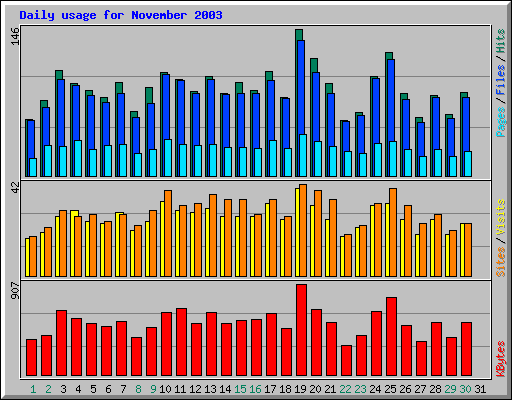 Daily usage for November 2003
146
Pages/Files/Hits
42
Sites/Visits
907
KBytes
1 2 3 4 5 6 7 8 9 10 11 12 13 14 15 16 17 18 19 20 21 22 23 24 25 26 27 28 29 30 31